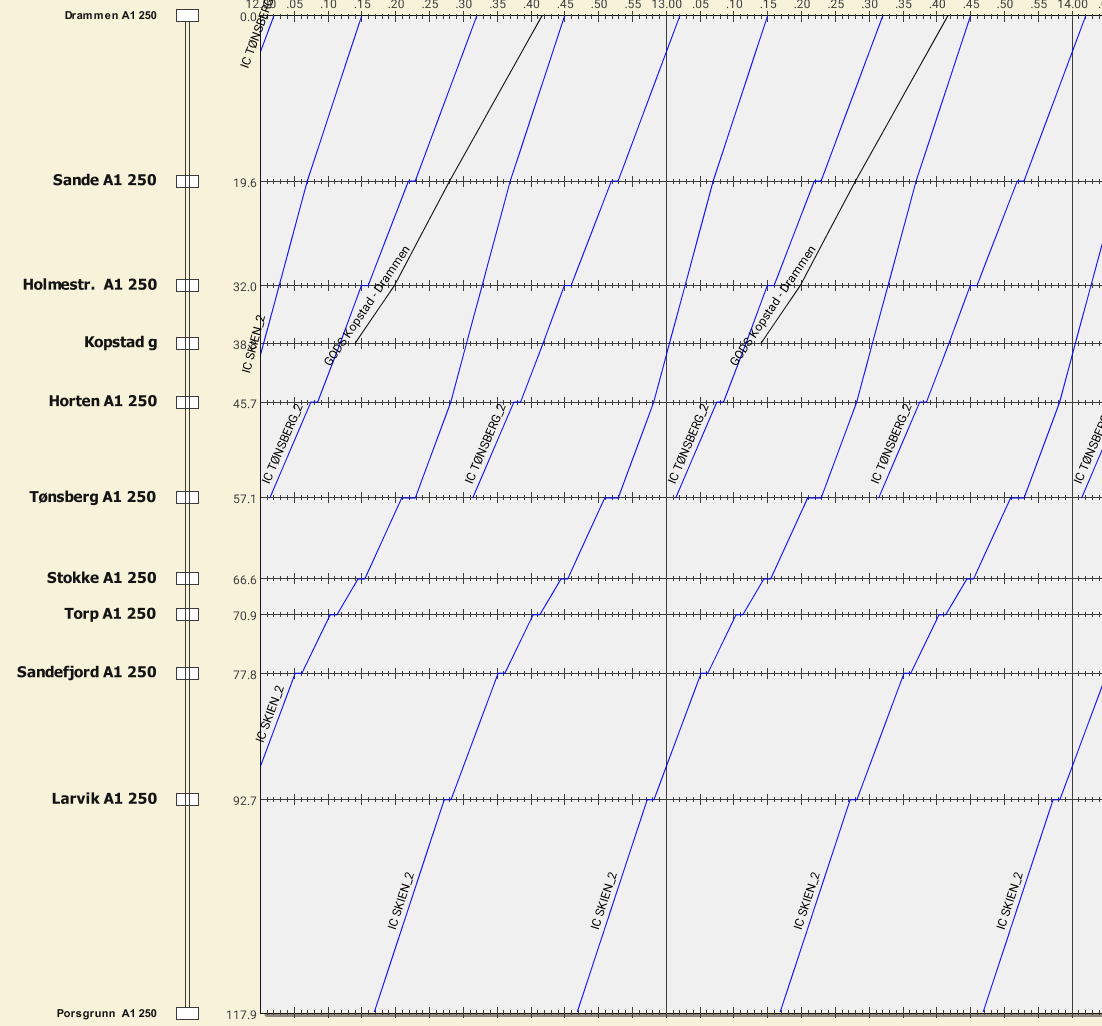 12.00 .05 .10 .15 .20 .25 .30 .35 .40 .45 .50 .55 13.00 .05 .10 .15 .20 .25 .30 .35 .40 .45 .50 .55 14.00
Drammen A1 250 0.0
IC TØNSBERG
Sande A1 250 19.6
Holmestr. A1 250 32.0
GODS Kopstad - Drammen
GODS Kopstad - Drammen
IC SKIEN_2
Kopstad g
Horten A1 250 45.7
IC TØNSBERG_2
IC TØNSBERG_2
IC TØNSBERG_2
IC TØNSBERG_2
IC TØNSBERG_2
Tønsberg A1 250 57.1
Stokke A1 250 66.6
Torp A1 250 70.9
Sandefjord A1 250 77.8
IC SKIEN_2
Larvik A1 250 92.7
IC SKIEN_2
IC SKIEN_2
IC SKIEN_2
IC SKIEN_2
Porsgrunn A1 250 117.9